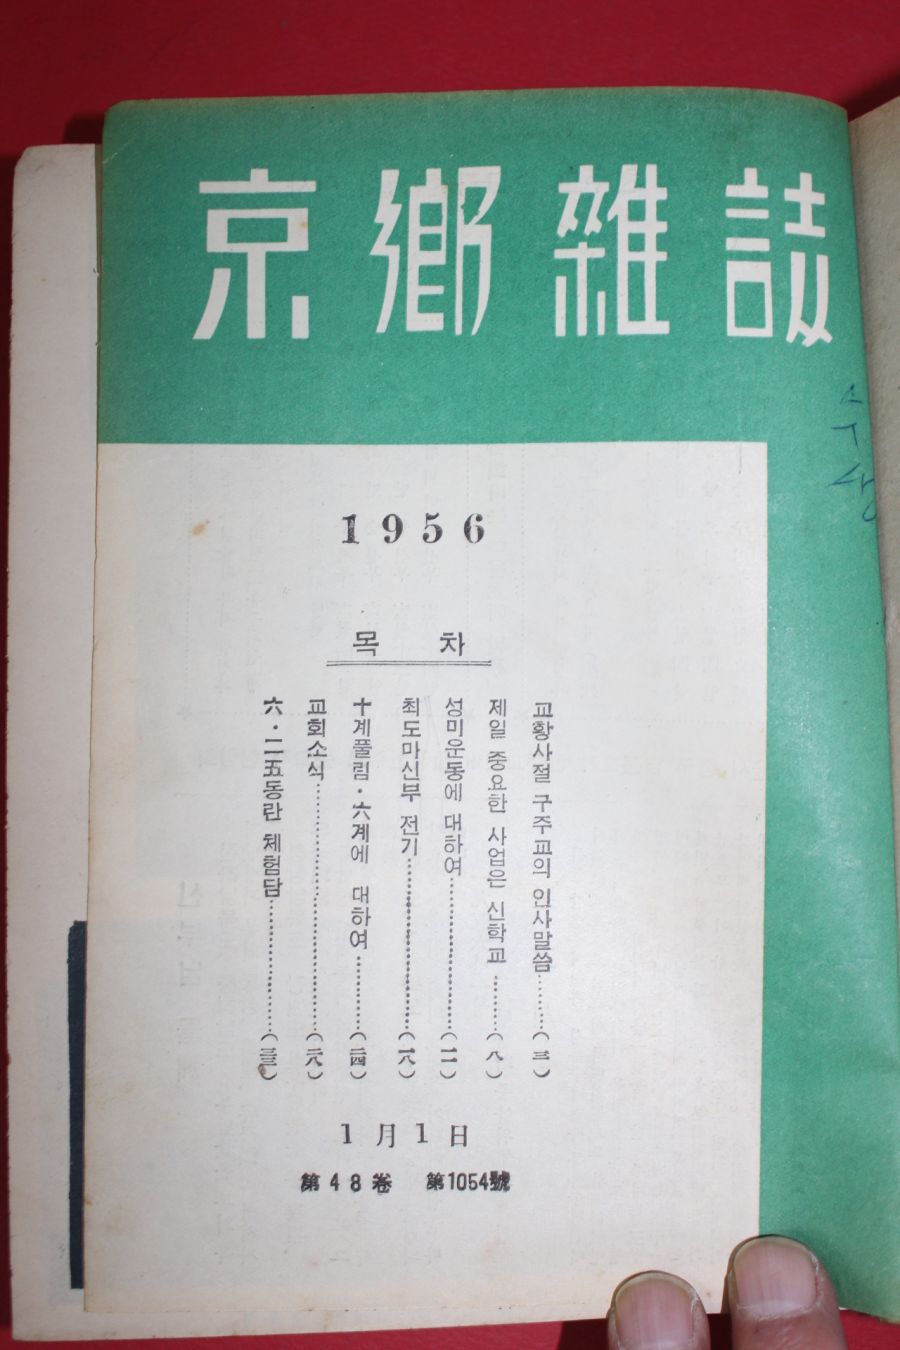 京鄕雜誌
1956
목차
교황사절 구주교의 인사말씀…………(三)
제일 중요한 사업은 신학교…………(八)
성미운동에 대하여…………(一一)
최도마신부 전기…………(一八)
十계풀림·六계에 대하여…………(二四)
교회소식…………(二八)
六·二五동란 체험담…………(三三)
1月1日
第48卷 第1054號